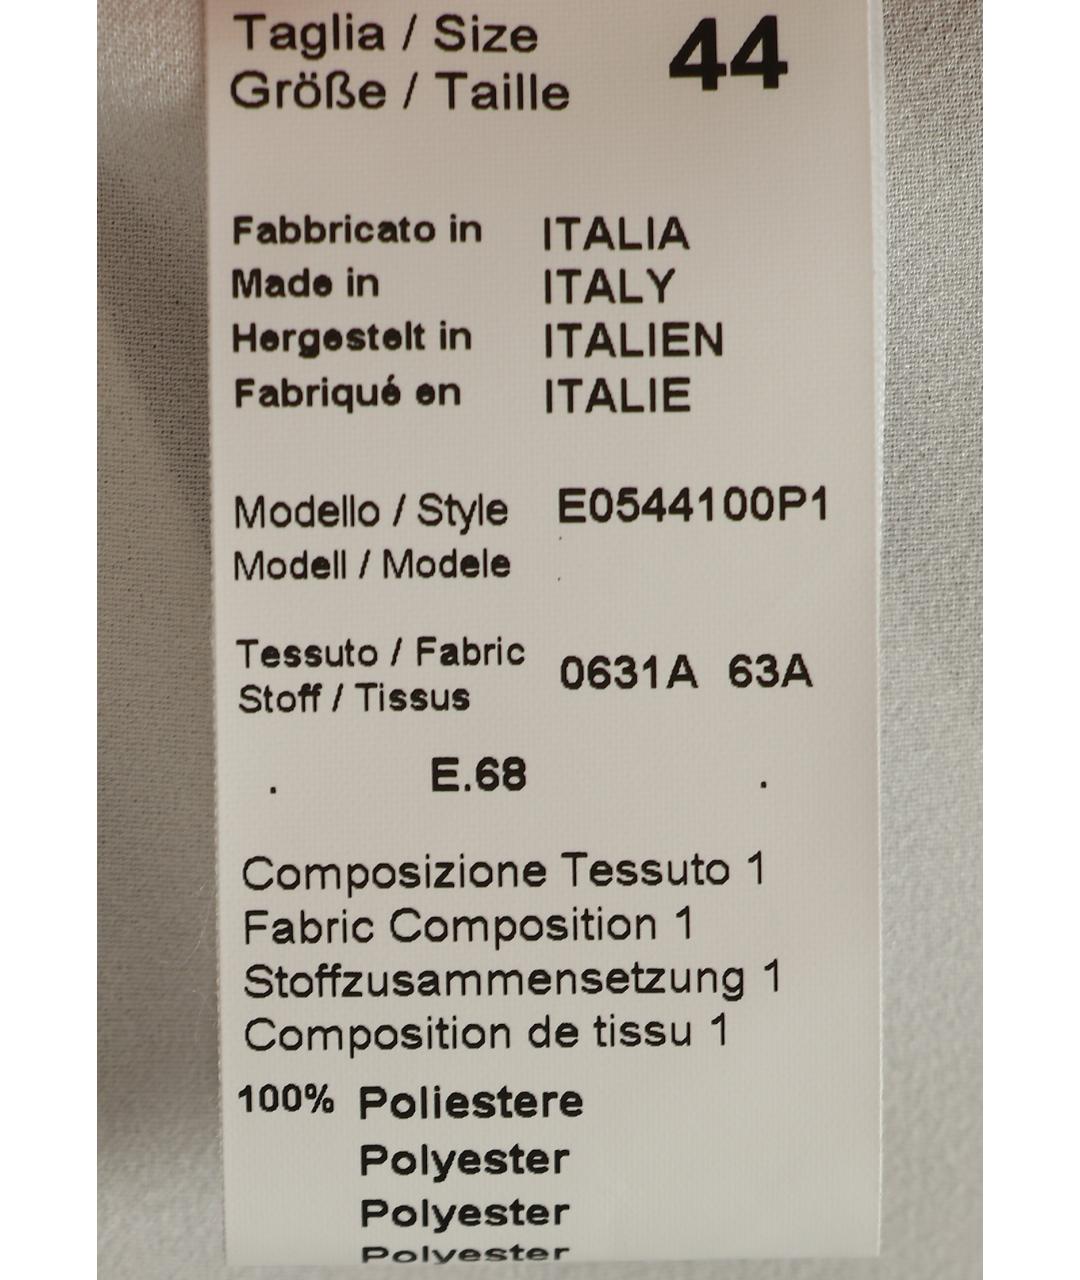 Taglia / Size 44
Größe / Taille
Fabbricato in ITALIA
Made in ITALY
Hergestelt in ITALIEN
Fabriqué en ITALIE
Modello / Style E0544100P1
Modell / Modele
Tessuto / Fabric 0631A 63A
Stoff / Tissus
. E.68 .
Composizione Tessuto 1
Fabric Composition 1
Stoffzusammensetzung 1
Composition de tissu 1
100% Poliestere
Polyester
Polyester
Polyester